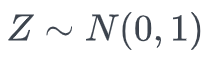 Z ∼ N(0, 1)